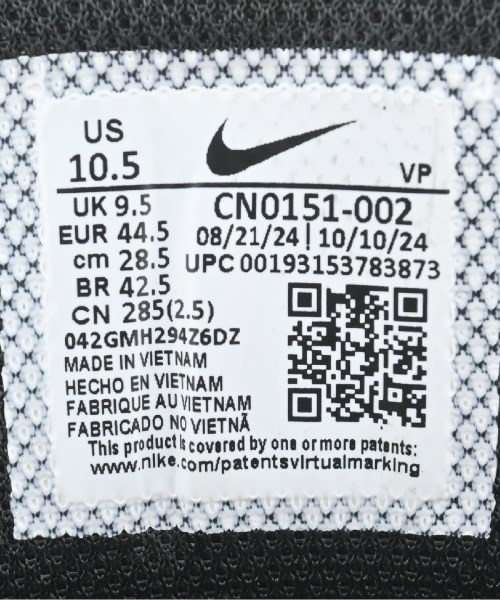 US
10.5
VP
UK 9.5
EUR 44.5
cm 28.5
BR 42.5
CN 285(2.5)
CN0151-002
08/21/24 | 10/10/24
UPC 00193153783873
042GMH294Z6DZ
MADE IN VIETNAM
HECHO EN VIETNAM
FABRIQUE AU VIETNAM
FABRICADO NO VIETNÃ
This product is covered by one or more patents:
www.nike.com/patentsvirtualmarking